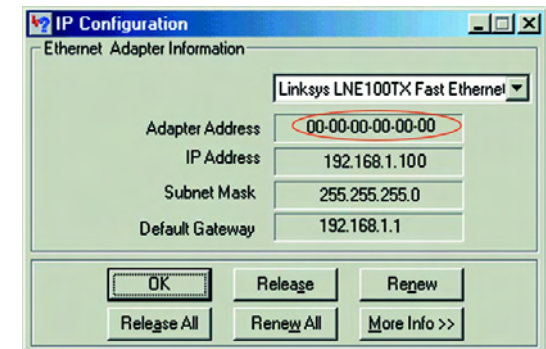 IP Configuration
Ethernet Adapter Information
Linksys LNE100TX Fast Ethernet
Adapter Address 00-00-00-00-00-00
IP Address 192.168.1.100
Subnet Mask 255.255.255.0
Default Gateway 192.168.1.1
OK Release Renew
Release All Renew All More Info >>